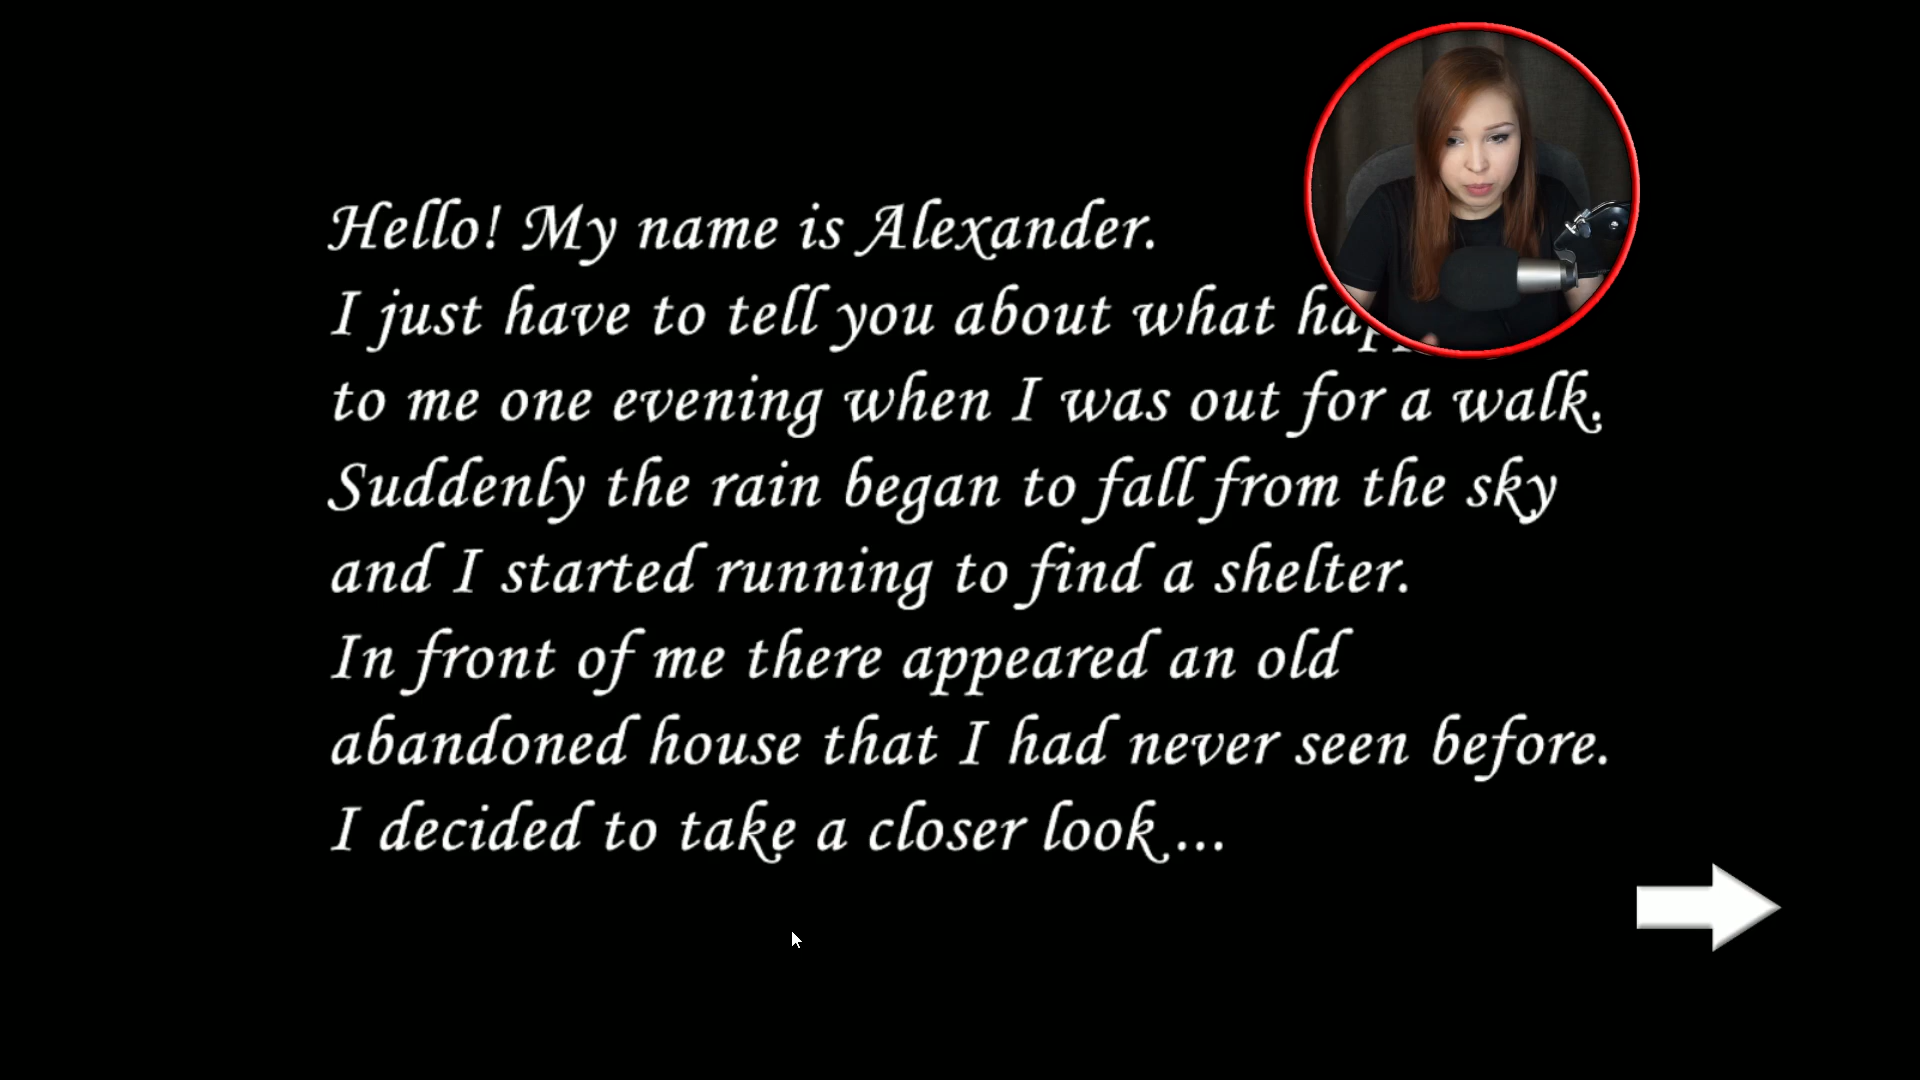 Hello! My name is Alexander.
I just have to tell you about what
to me one evening when I was out for a walk.
Suddenly the rain began to fall from the sky
and I started running to find a shelter.
In front of me there appeared an old
abandoned house that I had never seen before.
I decided to take a closer look...